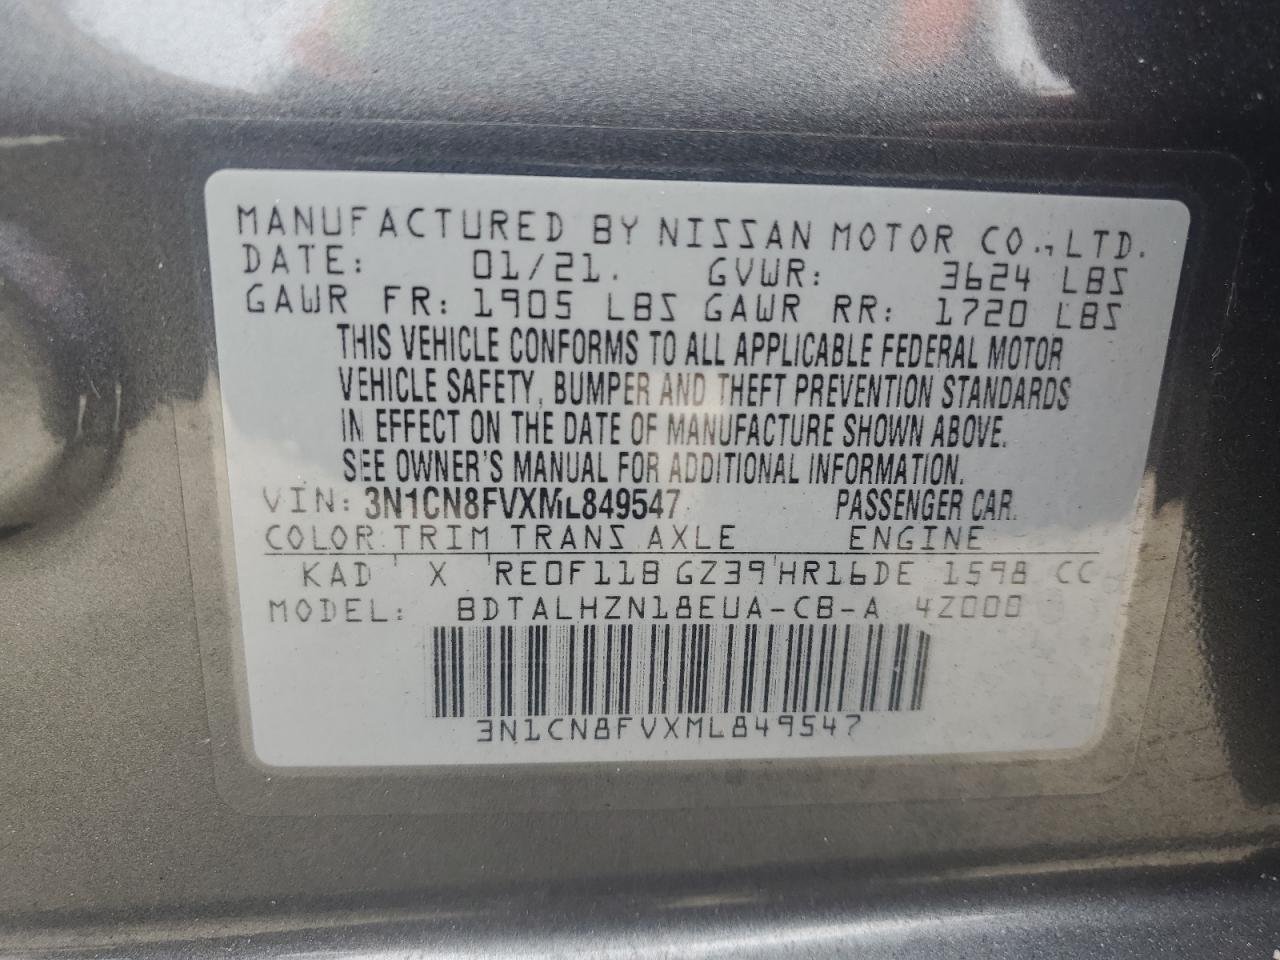 MANUFACTURED BY NISSAN MOTOR CO., LTD.
DATE: 01/21. GVWR: 3624 LBS
GAWR FR: 1905 LBS GAWR RR: 1720 LBS
THIS VEHICLE CONFORMS TO ALL APPLICABLE FEDERAL MOTOR
VEHICLE SAFETY, BUMPER AND THEFT PREVENTION STANDARDS
IN EFFECT ON THE DATE OF MANUFACTURE SHOWN ABOVE.
SEE OWNER'S MANUAL FOR ADDITIONAL INFORMATION.
VIN: 3N1CN8FVXML849547 PASSENGER CAR
COLOR TRIM TRANS AXLE ENGINE
KAD X RE0F11B GZ39 HR16DE 1598 CC
MODEL: BDTALHZN18EUA-CB-A 4Z000
3N1CN8FVXML849547